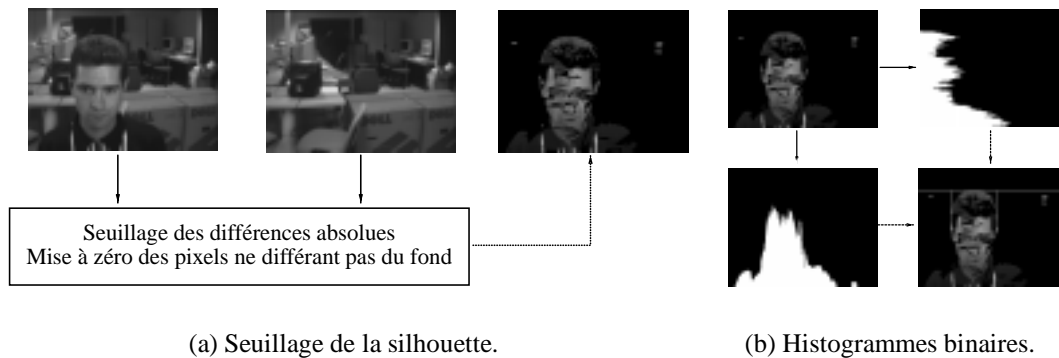 Seuillage des différences absolues
Mise à zéro des pixels ne différant pas du fond
(a) Seuillage de la silhouette.
(b) Histogrammes binaires.